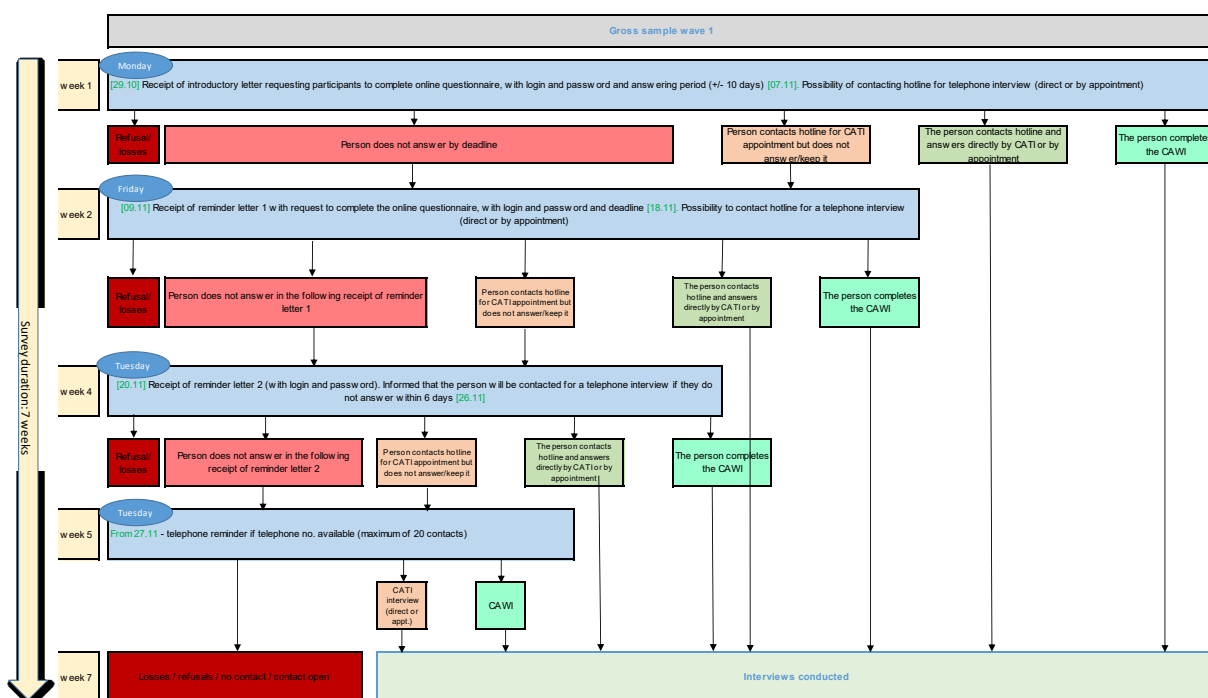 Gross sample wave 1
Monday
week 1
[29.10] Receipt of introductory letter requesting participants to complete online questionnaire, with login and password and answering period (+/- 10 days) [07.11]. Possibility of contacting hotline for telephone interview (direct or by appointment)
Refusal/
losses
Person does not answer by deadline
Person contacts hotline for CATI
appointment but does not
answer/keep it
The person contacts hotline and
answers directly by CATI or by
appointment
The person completes
the CAWI
Friday
week 2
[09.11] Receipt of reminder letter 1 with request to complete the online questionnaire, with login and password and deadline [18.11]. Possibility to contact hotline for a telephone interview
(direct or by appointment)
Refusal/
losses
Person does not answer in the following receipt of reminder
letter 1
Person contacts hotline
for CATI appointment but
does not answer/keep it
The person contacts
hotline and answers
directly by CATI or by
appointment
The person completes
the CAWI
Survey duration: 7 weeks
Tuesday
week 4
[20.11] Receipt of reminder letter 2 (with login and password). Informed that the person will be contacted for a telephone interview if they do
not answer within 6 days [26.11]
Refusal/
losses
Person does not answer in the following
receipt of reminder letter 2
Person contacts hotline
for CATI appointment but
does not answer/keep it
The person contacts
hotline and answers
directly by CATI or by
appointment
The person completes
the CAWI
Tuesday
week 5
From 27.11 - telephone reminder if telephone no. available (maximum of 20 contacts)
CATI
interview
(direct or
appt.)
CAWI
week 7
Losses / refusals / no contact / contact open
Interviews conducted